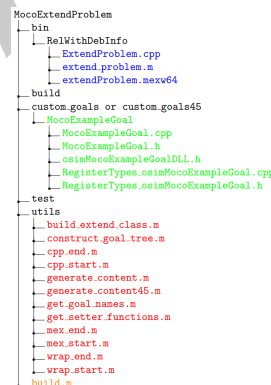 MocoExtendProblem
bin
RelWithDebInfo
ExtendProblem.cpp
extend_problem.m
extendProblem.mexw64
build
custom_goals or custom_goals45
MocoExampleGoal
MocoExampleGoal.cpp
MocoExampleGoal.h
osimMocoExampleGoalDLL.h
RegisterTypes_osimMocoExampleGoal.cpp
RegisterTypes_osimMocoExampleGoal.h
test
utils
build_extend_class.m
construct_goal_tree.m
cpp_end.m
cpp_start.m
generate_content.m
generate_content45.m
get_goal_names.m
get_setter_functions.m
mex_end.m
mex_start.m
wrap_end.m
wrap_start.m
build.m